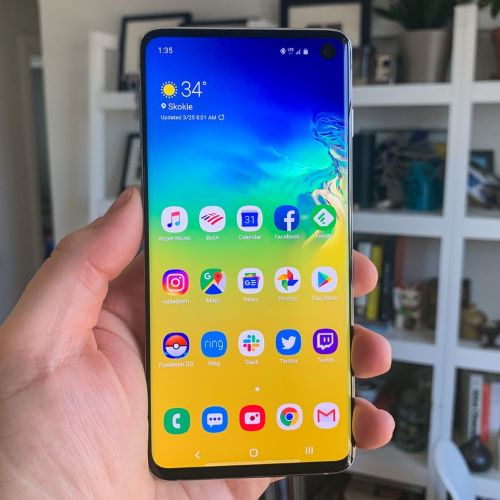 1:35
LTE
34°
Skokie
Updated 3/25 8:01 AM
Apple Music
BofA
31
Calendar
Facebook
Feedly
Instagram
Maps
News
Photos
Play Store
Pokémon GO
ring
Ring
Slack
Twitter
Twitch